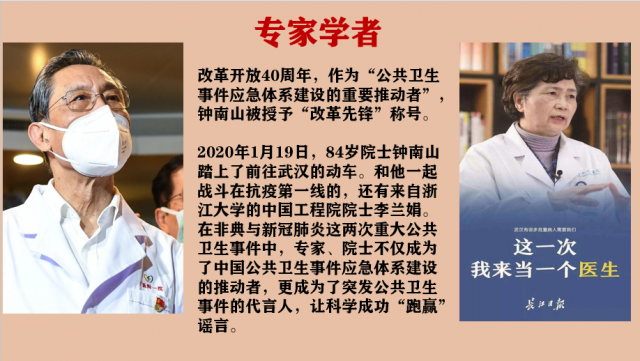 专家学者
改革开放40周年，作为“公共卫生
事件应急体系建设的重要推动者”，
钟南山被授予“改革先锋”称号。
2020年1月19日，84岁院士钟南山
踏上了前往武汉的动车。和他一起
战斗在抗疫第一线的，还有来自浙
江大学的中国工程院院士李兰娟。
在非典与新冠肺炎这两次重大公共
卫生事件中，专家、院士不仅成为
了中国公共卫生事件应急体系建设
的推动者，更成为了突发公共卫生
事件的代言人，让科学成功“跑赢”
谣言。
这一次
我来当一个医生
长江日报